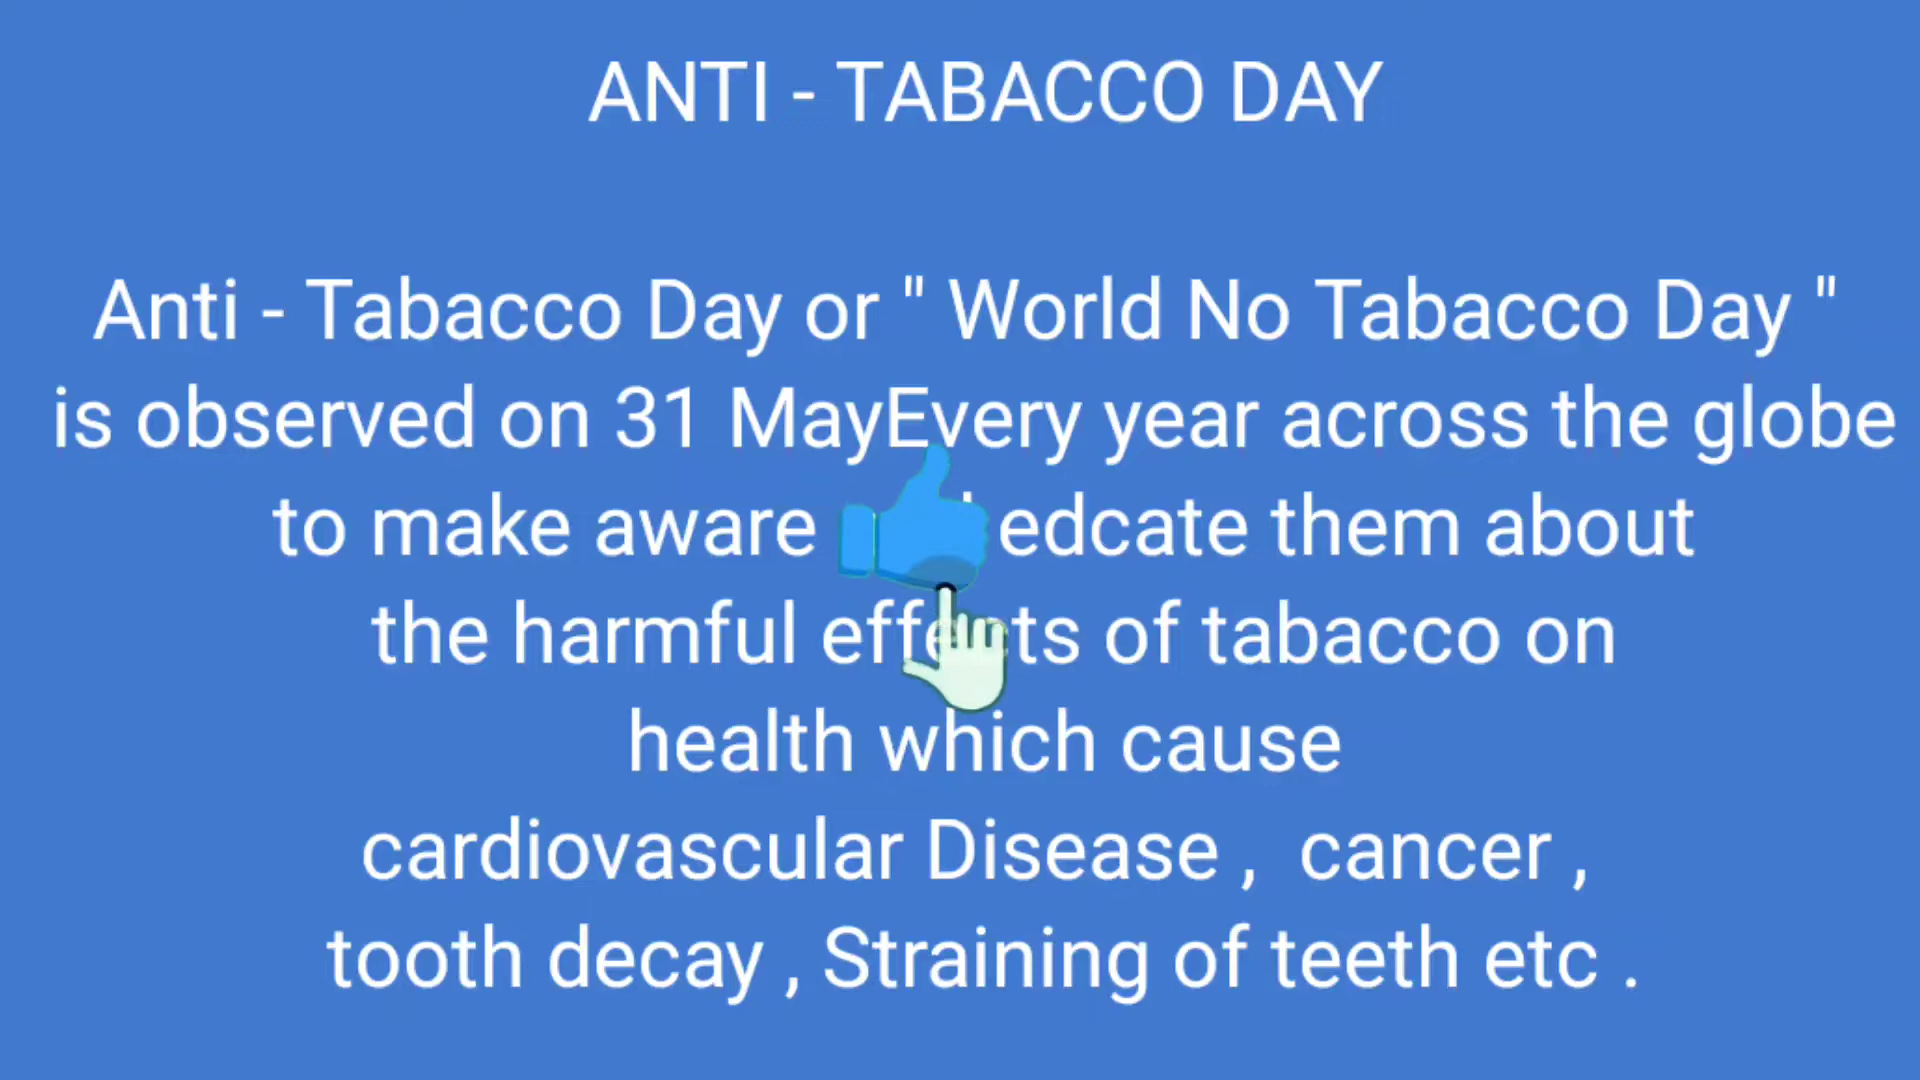 ANTI - TABACCO DAY
Anti - Tabacco Day or " World No Tabacco Day "
is observed on 31 MayEvery year across the globe
to make aware edcate them about
the harmful effects of tabacco on
health which cause
cardiovascular Disease , cancer ,
tooth decay , Straining of teeth etc .